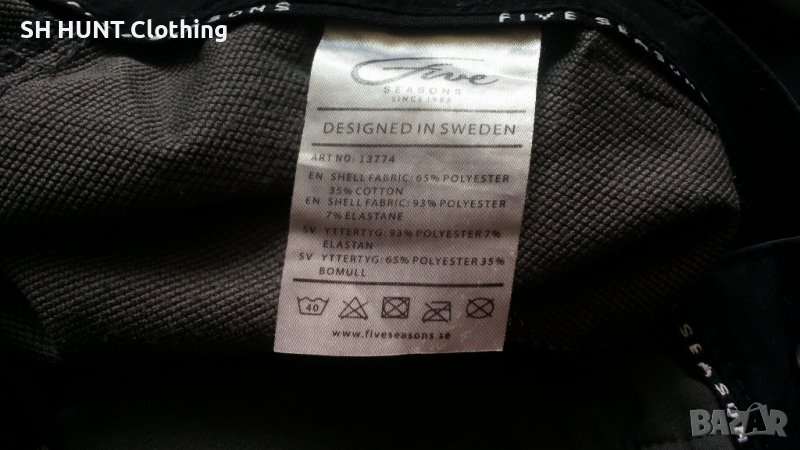 SH HUNT Clothing
SEASONS
FIVE SEASONS
Five
SEASONS
SINCE 1982
DESIGNED IN SWEDEN
ART NO: 13774
EN SHELL FABRIC: 65% POLYESTER
35% COTTON
EN SHELL FABRIC: 93% POLYESTER
7% ELASTANE
SV YTTERTYG: 93% POLYESTER 7%
ELASTAN
SV YTTERTYG: 65% POLYESTER 35%
BOMULL
40
www.fiveseasons.se
SEASON
BAZAR